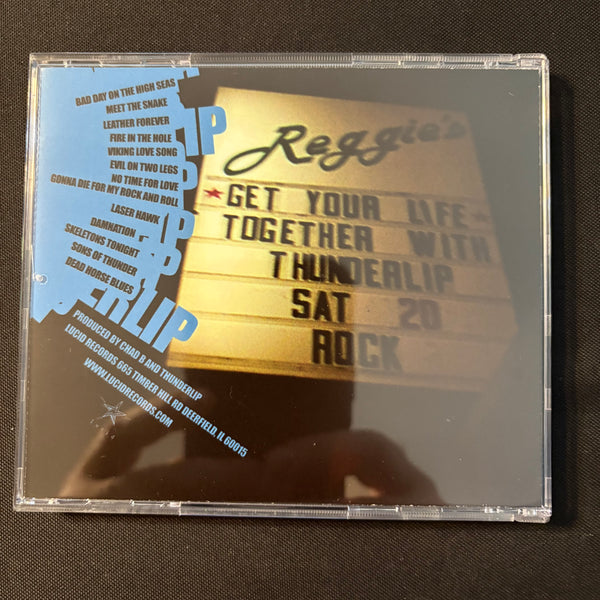 BAD DAY ON THE HIGH SEAS
MEET THE SNAKE
LEATHER FOREVER
FIRE IN THE HOLE
VIKING LOVE SONG
EVIL ON TWO LEGS
NO TIME FOR LOVE
GONNA DIE FOR MY ROCK AND ROLL
LASER HAWK
DAMNATION
SKELETONS TONIGHT
SONS OF THUNDER
DEAD HORSE BLUES
IP
P
IP
P
DERLIP
PRODUCED BY CHAD B AND THUNDERLIP
LUCID RECORDS 665 TIMBER HILL RD DEERFIELD, IL 60015
WWW.LUCIDRECORDS.COM
Reggie's
GET YOUR LIFE
TOGETHER WITH
THUNDERLIP
SAT 20
ROCK